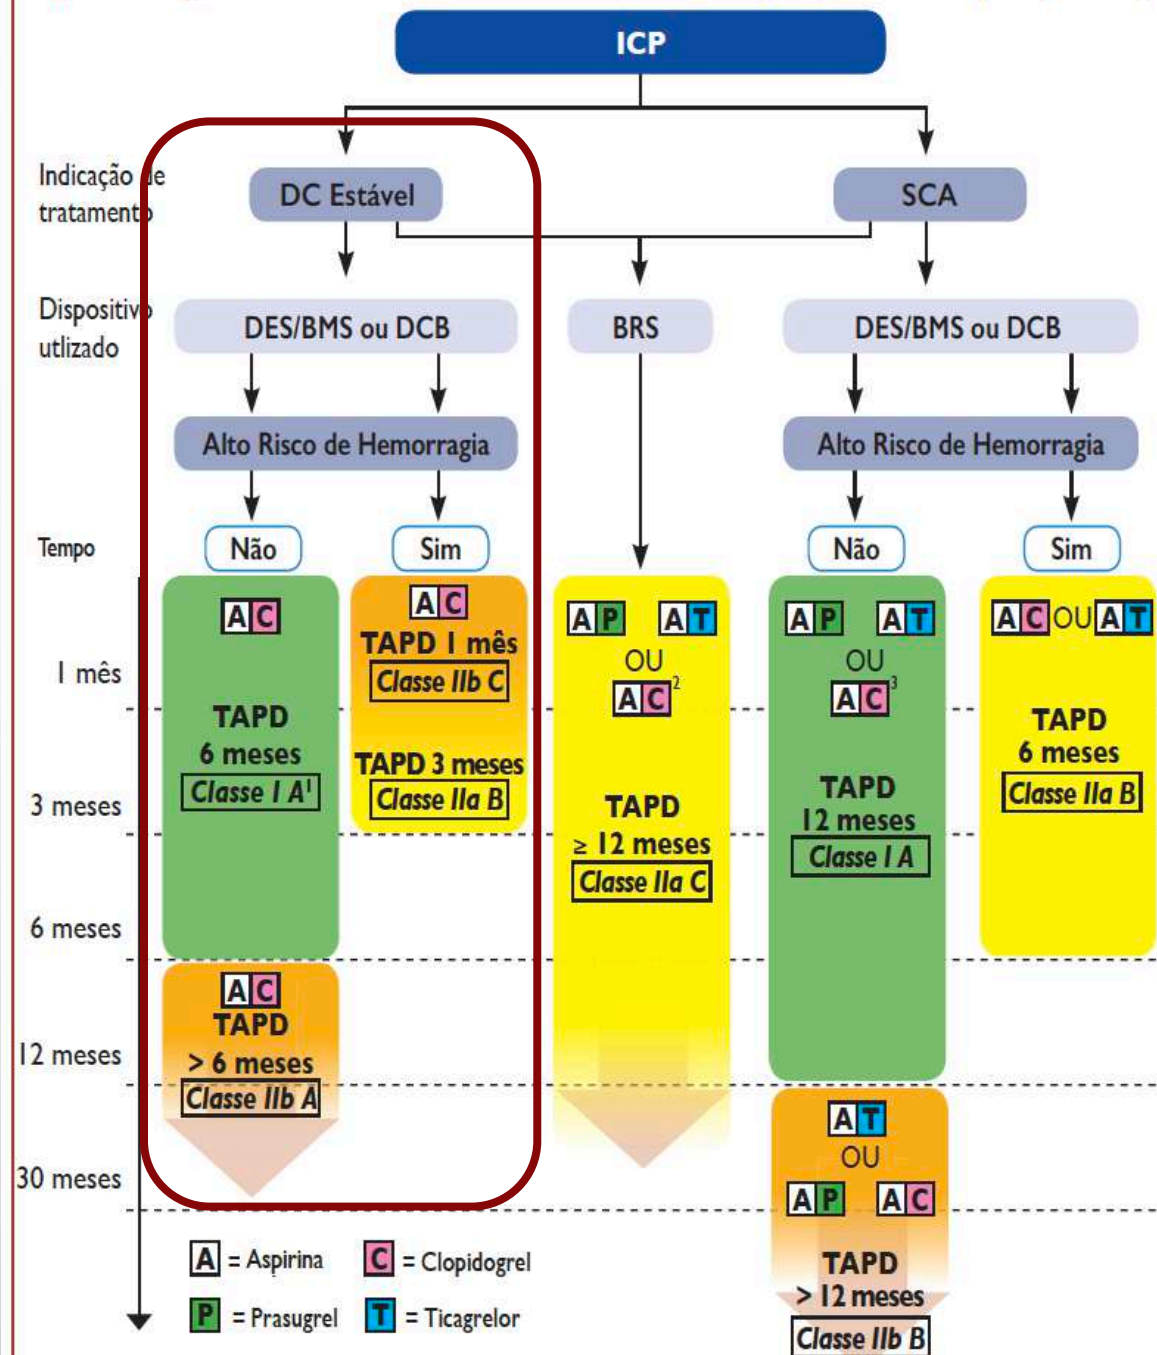 ICP
Indicação de
tratamento
DC Estável
SCA
Dispositivo
utlizado
DES/BMS ou DCB
BRS
DES/BMS ou DCB
Alto Risco de Hemorragia
Alto Risco de Hemorragia
Tempo
Não
Sim
Não
Sim
1 mês
3 meses
6 meses
12 meses
30 meses
A C
TAPD
6 meses
Classe I A¹
A C
TAPD
> 6 meses
Classe IIb A
A C
TAPD 1 mês
Classe IIb C
TAPD 3 meses
Classe IIa B
A P A T
OU
A C²
TAPD
≥ 12 meses
Classe IIa C
A P A T
OU
A C³
TAPD
12 meses
Classe I A
A T
OU
A P A C
TAPD
> 12 meses
Classe IIb B
A C OU A T
TAPD
6 meses
Classe IIa B
A = Aspirina C = Clopidogrel
P = Prasugrel T = Ticagrelor